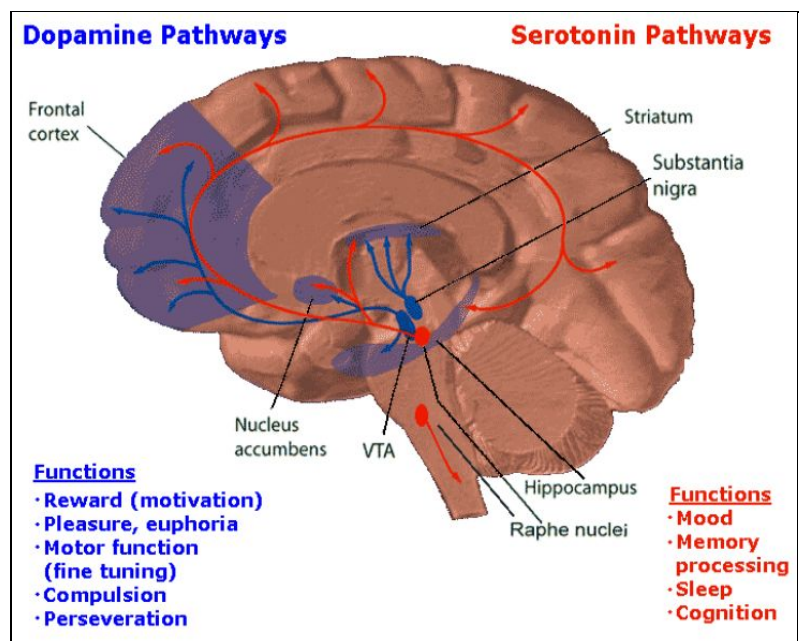 Dopamine Pathways
Serotonin Pathways
Frontal
cortex
Striatum
Substantia
nigra
Nucleus
accumbens
VTA
Hippocampus
Raphe nuclei
Functions
· Reward (motivation)
· Pleasure, euphoria
· Motor function
(fine tuning)
· Compulsion
· Perseveration
Functions
· Mood
· Memory
processing
· Sleep
· Cognition